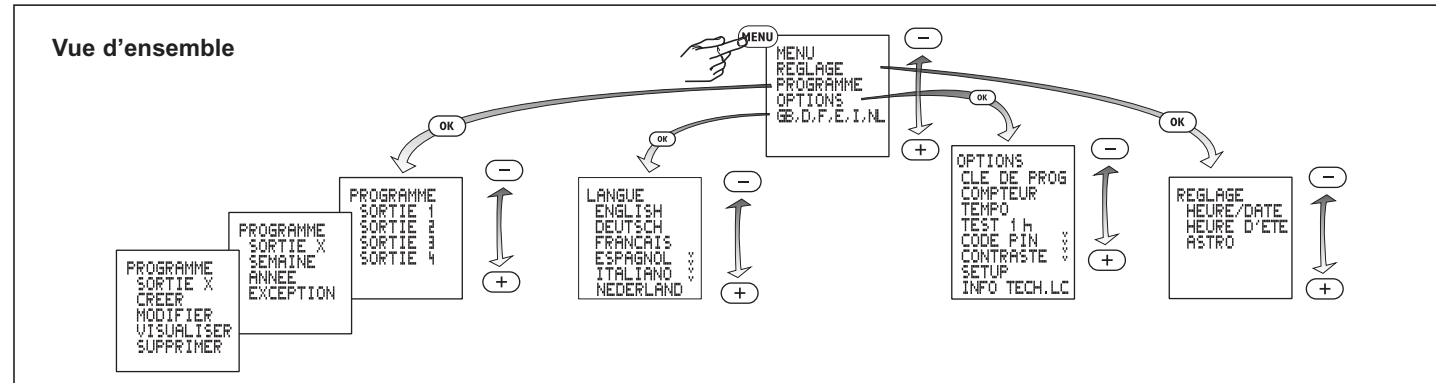 Vue d'ensemble
MENU
−
MENU
REGLAGE
PROGRAMME
OPTIONS
GB,D,F,E,I,NL
+
OK
OK
OK
OK
PROGRAMME
SORTIE X
CREER
MODIFIER
VISUALISER
SUPPRIMER
PROGRAMME
SORTIE X
SEMAINE
ANNEE
EXCEPTION
PROGRAMME
SORTIE 1
SORTIE 2
SORTIE 3
SORTIE 4
−
+
LANGUE
ENGLISH
DEUTSCH
FRANCAIS
ESPAGNOL
ITALIANO
NEDERLAND
−
+
OPTIONS
CLE DE PROG
COMPTEUR
TEMPO
TEST 1h
CODE PIN
CONTRASTE
SETUP
INFO TECH.LC
−
+
REGLAGE
HEURE/DATE
HEURE D'ETE
ASTRO
−
+